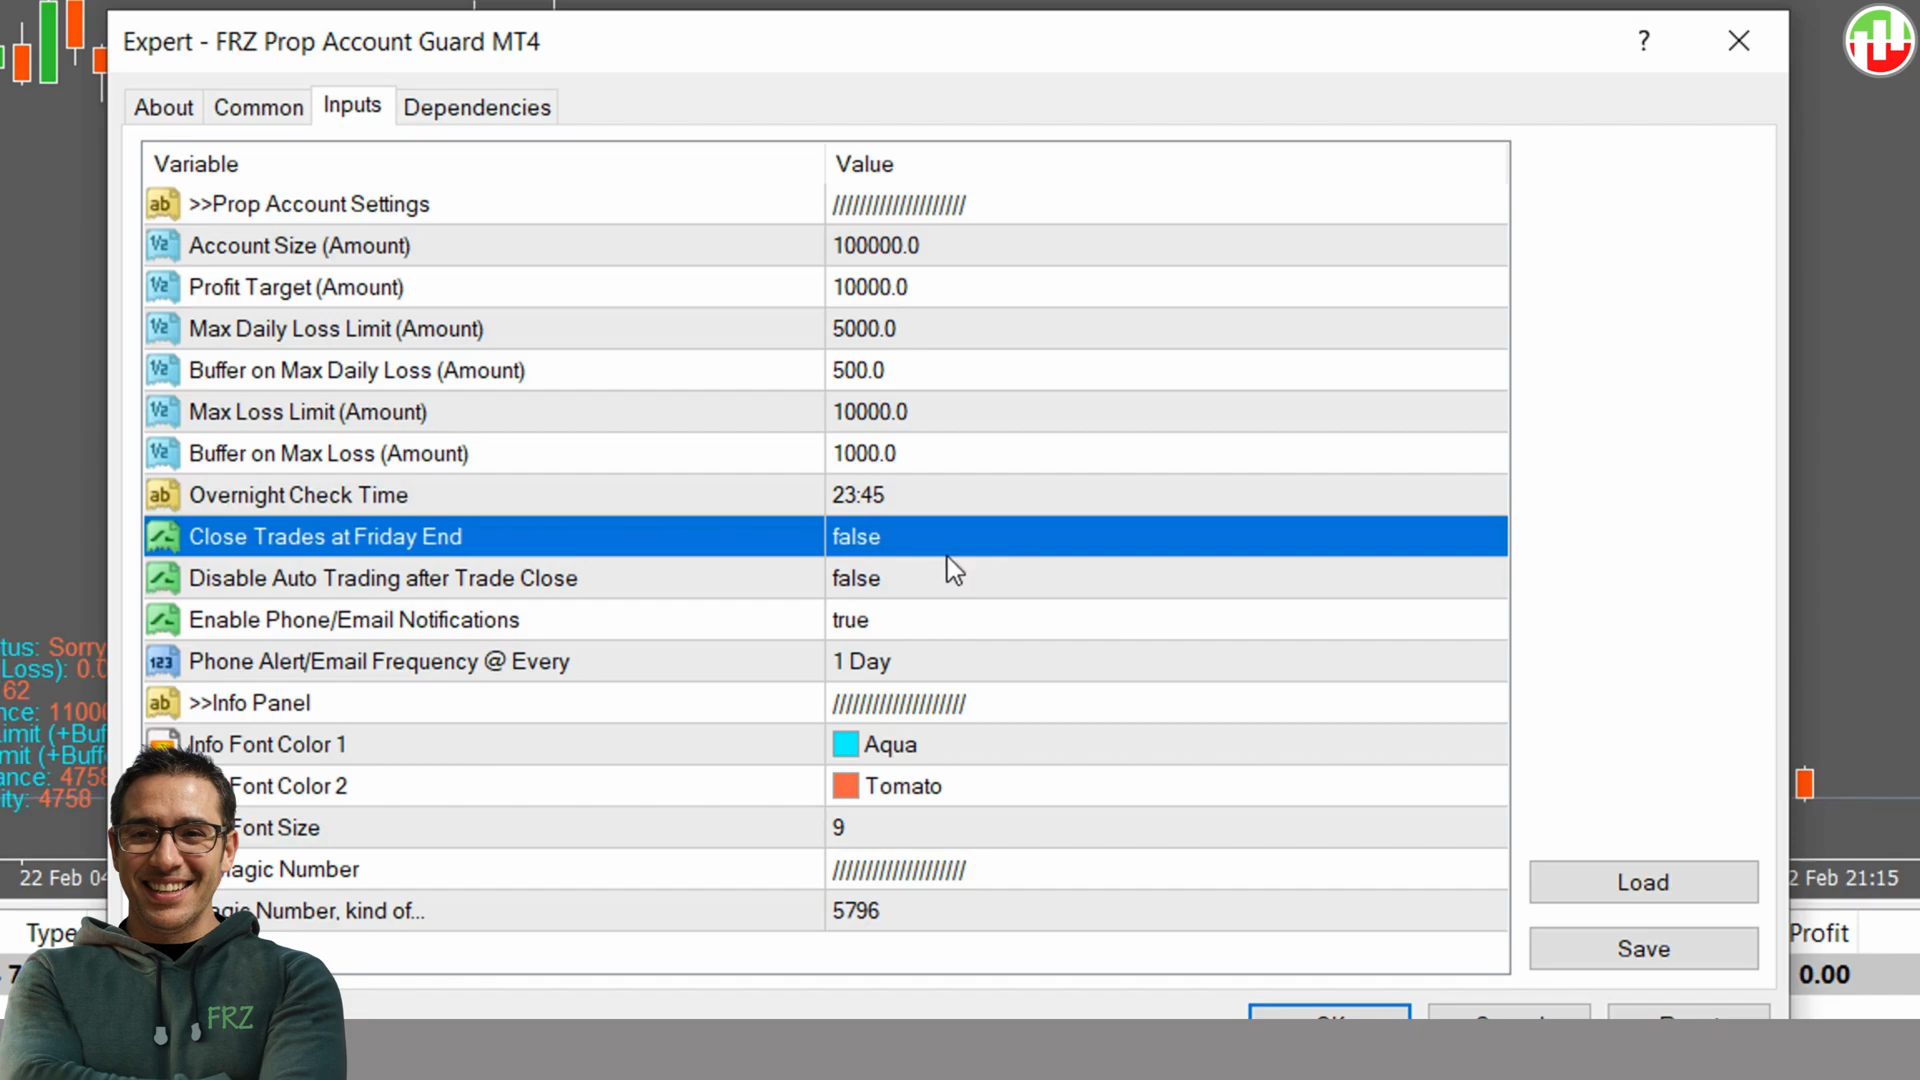 Expert - FRZ Prop Account Guard MT4
?
About Common Inputs Dependencies
Variable Value
>>Prop Account Settings ////////////////////
Account Size (Amount) 100000.0
Profit Target (Amount) 10000.0
Max Daily Loss Limit (Amount) 5000.0
Buffer on Max Daily Loss (Amount) 500.0
Max Loss Limit (Amount) 10000.0
Buffer on Max Loss (Amount) 1000.0
Overnight Check Time 23:45
Close Trades at Friday End false
Disable Auto Trading after Trade Close false
Enable Phone/Email Notifications true
Phone Alert/Email Frequency @ Every 1 Day
>>Info Panel ////////////////////
Info Font Color 1 Aqua
Font Color 2 Tomato
Font Size 9
agic Number ////////////////////
agic Number, kind of... 5796
Load
Save
tus: Sorry
Loss): 0.0
62
nce: 11000
imit (+Buf
mit (+Buff
ance: 4758
ity: 4758
22 Feb 04
2 Feb 21:15
Type
Profit
7
0.00
FRZ